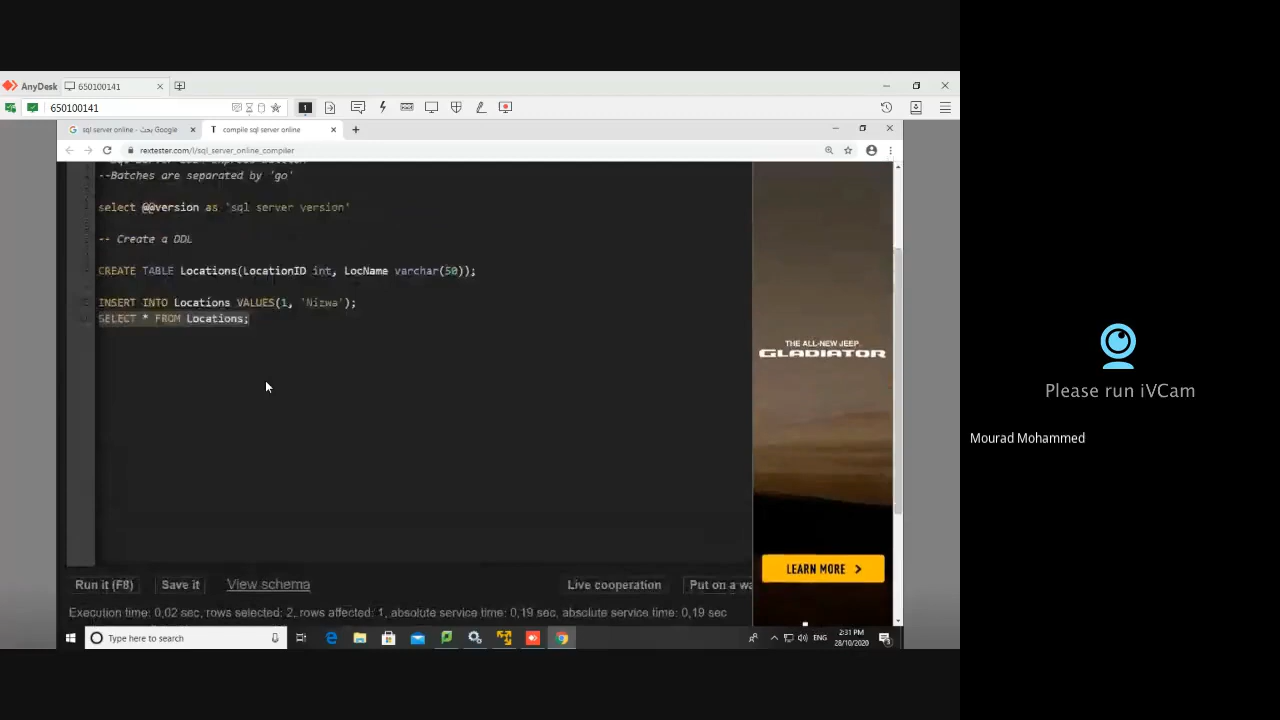 AnyDesk
650100141
650100141
1
sql server online - بحث Google
T compile sql server online
rextester.com/l/sql_server_online_compiler
--Batches are separated by 'go'
select @@version as 'sql server version'
-- Create a DDL
CREATE TABLE Locations(LocationID int, LocName varchar(50));
INSERT INTO Locations VALUES(1, 'Nizwa');
SELECT * FROM Locations;
THE ALL-NEW JEEP
GLADIATOR
LEARN MORE
Run it (F8)
Save it
View schema
Live cooperation
Put on a wa
Execution time: 0,02 sec, rows selected: 2, rows affected: 1, absolute service time: 0,19 sec, absolute service time: 0,19 sec
Type here to search
ENG
2:31 PM
28/10/2020
Please run iVCam
Mourad Mohammed